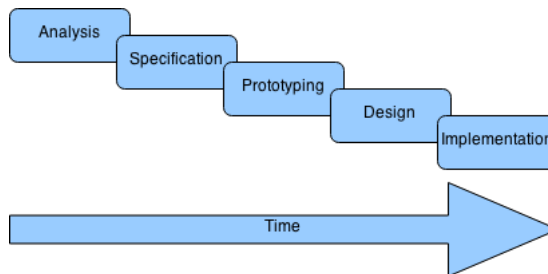 Analysis
Specification
Prototyping
Design
Implementation
Time